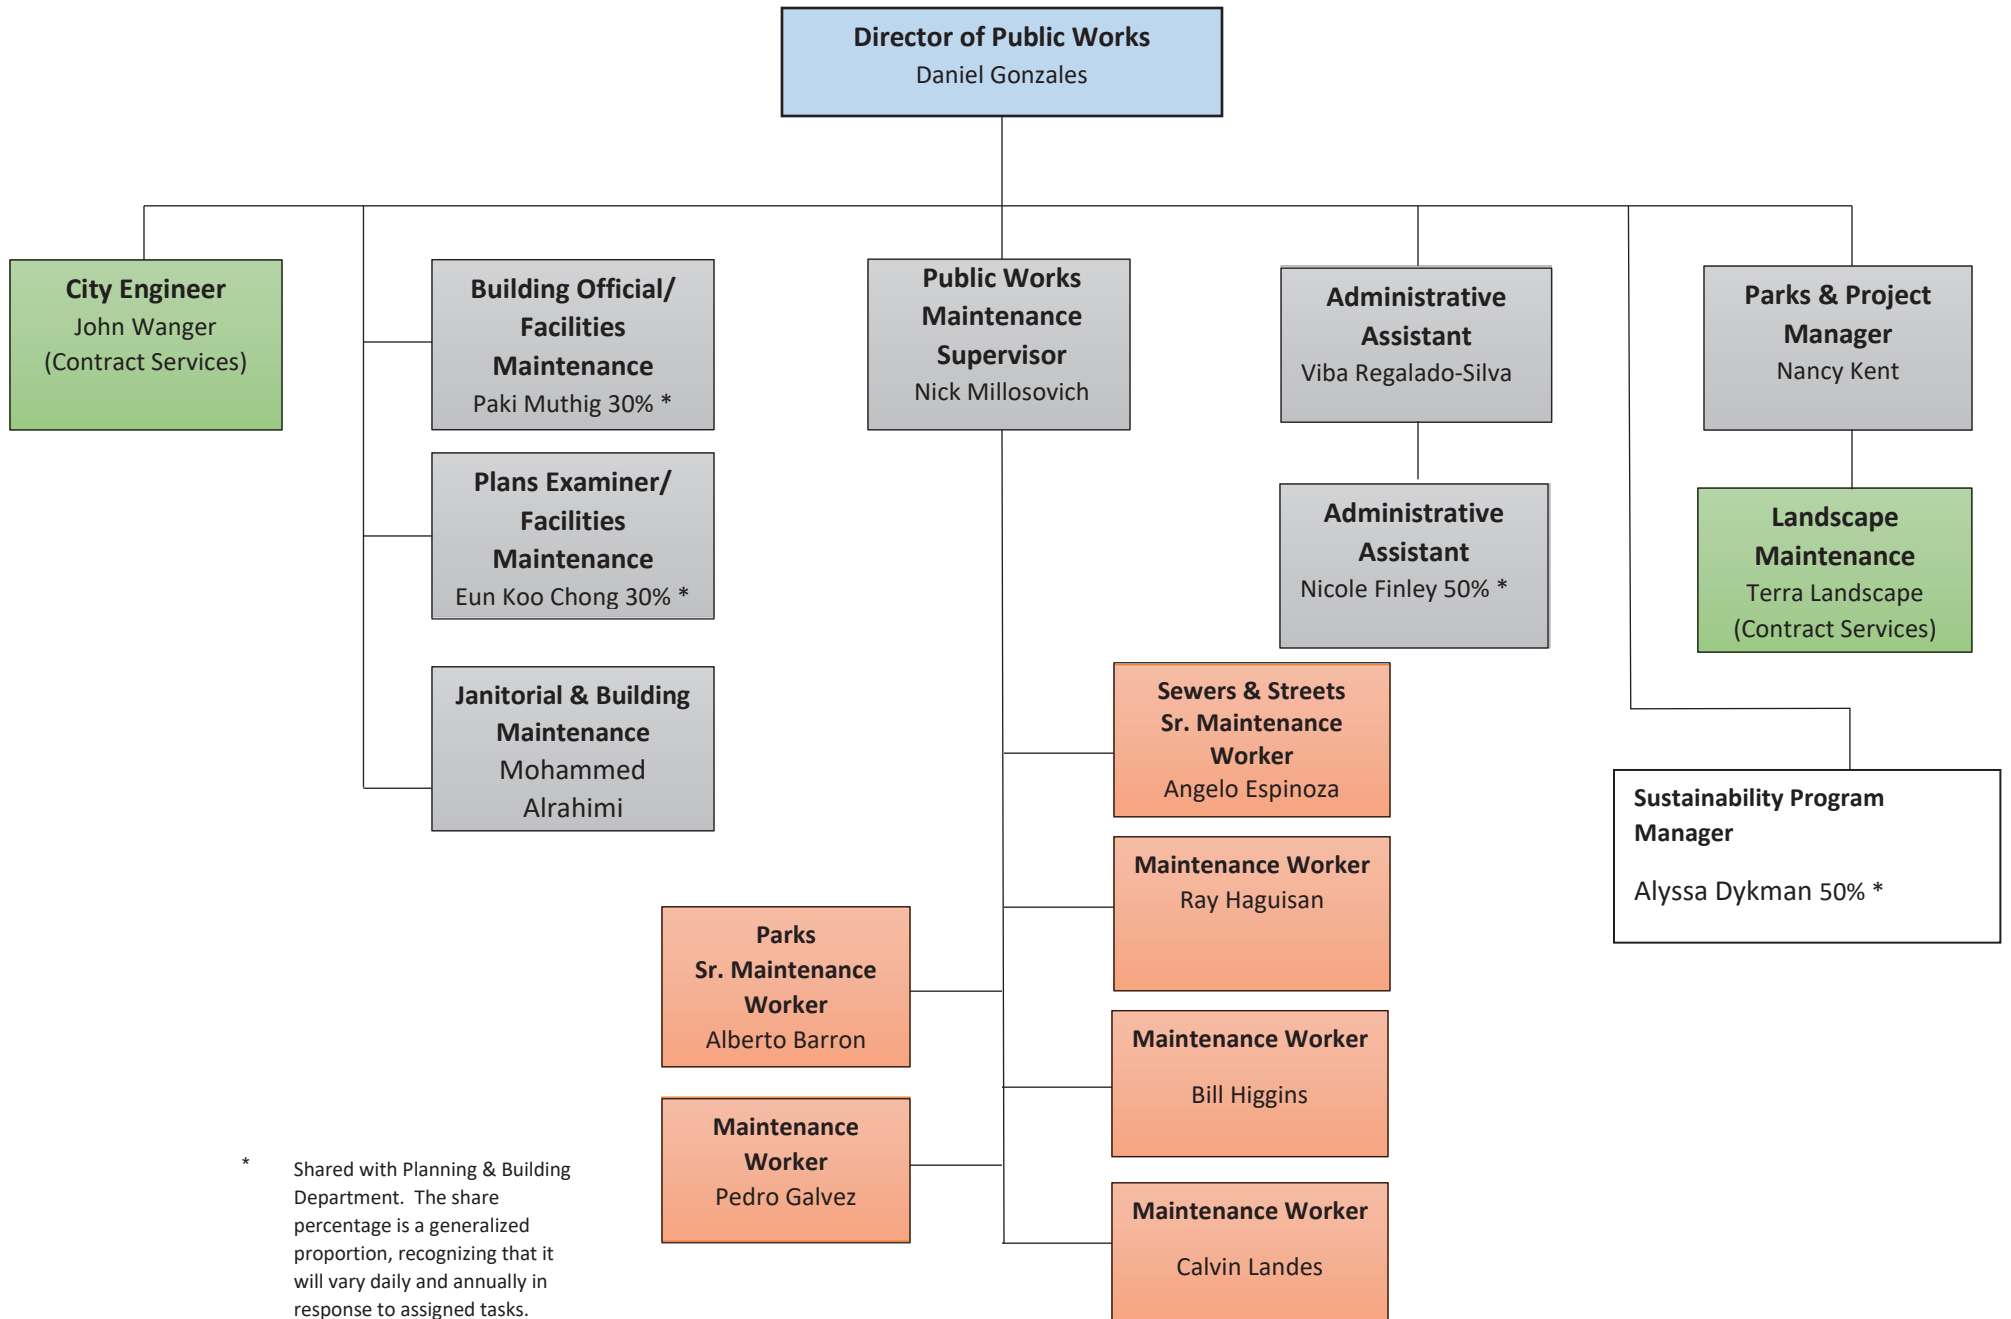 Director of Public Works
Daniel Gonzales
City Engineer
John Wanger
(Contract Services)
Building Official/
Facilities
Maintenance
Paki Muthig 30% *
Public Works
Maintenance
Supervisor
Nick Millosovich
Administrative
Assistant
Viba Regalado-Silva
Parks & Project
Manager
Nancy Kent
Plans Examiner/
Facilities
Maintenance
Eun Koo Chong 30% *
Administrative
Assistant
Nicole Finley 50% *
Landscape
Maintenance
Terra Landscape
(Contract Services)
Janitorial & Building
Maintenance
Mohammed
Alrahimi
Sewers & Streets
Sr. Maintenance
Worker
Angelo Espinoza
Sustainability Program
Manager
Alyssa Dykman 50% *
Maintenance Worker
Ray Haguisan
Parks
Sr. Maintenance
Worker
Alberto Barron
Maintenance Worker
Bill Higgins
Maintenance
Worker
Pedro Galvez
Maintenance Worker
Calvin Landes
* Shared with Planning & Building
Department. The share
percentage is a generalized
proportion, recognizing that it
will vary daily and annually in
response to assigned tasks.